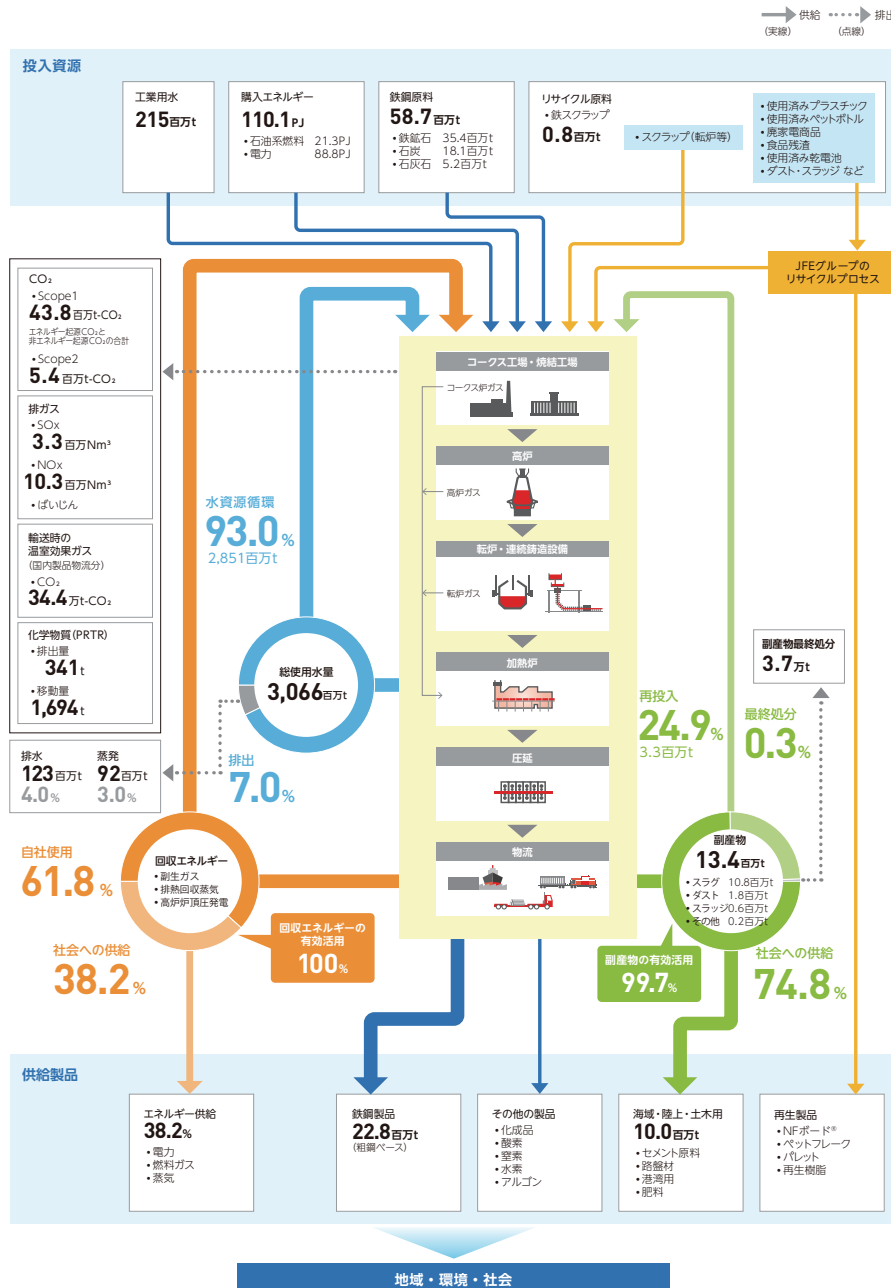 供給
(実線)
排出
(点線)
投入資源
工業用水
215百万t
購入エネルギー
110.1PJ
・石油系燃料 21.3PJ
・電力 88.8PJ
鉄鋼原料
58.7百万t
・鉄鉱石 35.4百万t
・石炭 18.1百万t
・石灰石 5.2百万t
リサイクル原料
・鉄スクラップ
0.8百万t
・スクラップ(転炉等)
・使用済みプラスチック
・使用済みペットボトル
・廃家電商品
・食品残渣
・使用済み乾電池
・ダスト・スラッジ など
JFEグループの
リサイクルプロセス
CO₂
・Scope1
43.8百万t-CO₂
エネルギー起源CO₂と
非エネルギー起源CO₂の合計
・Scope2
5.4百万t-CO₂
排ガス
・SOx
3.3百万Nm³
・NOx
10.3百万Nm³
・ばいじん
輸送時の
温室効果ガス
(国内製品物流分)
・CO₂
34.4万t-CO₂
化学物質(PRTR)
・排出量
341t
・移動量
1,694t
排水
123百万t
4.0%
蒸発
92百万t
3.0%
水資源循環
93.0%
2,851百万t
総使用水量
3,066百万t
排出
7.0%
コークス工場・焼結工場
コークス炉ガス
高炉
高炉ガス
転炉・連続鋳造設備
転炉ガス
加熱炉
圧延
物流
再投入
24.9%
3.3百万t
最終処分
0.3%
副産物最終処分
3.7万t
自社使用
61.8%
回収エネルギー
・副生ガス
・排熱回収蒸気
・高炉炉頂圧発電
回収エネルギーの
有効活用
100%
社会への供給
38.2%
副産物
13.4百万t
・スラグ 10.8百万t
・ダスト 1.8百万t
・スラッジ0.6百万t
・その他 0.2百万t
副産物の有効活用
99.7%
社会への供給
74.8%
供給製品
エネルギー供給
38.2%
・電力
・燃料ガス
・蒸気
鉄鋼製品
22.8百万t
(粗鋼ベース)
その他の製品
・化成品
・酸素
・窒素
・水素
・アルゴン
海域・陸上・土木用
10.0百万t
・セメント原料
・路盤材
・港湾用
・肥料
再生製品
・NFボード®
・ペットフレーク
・パレット
・再生樹脂
地域・環境・社会